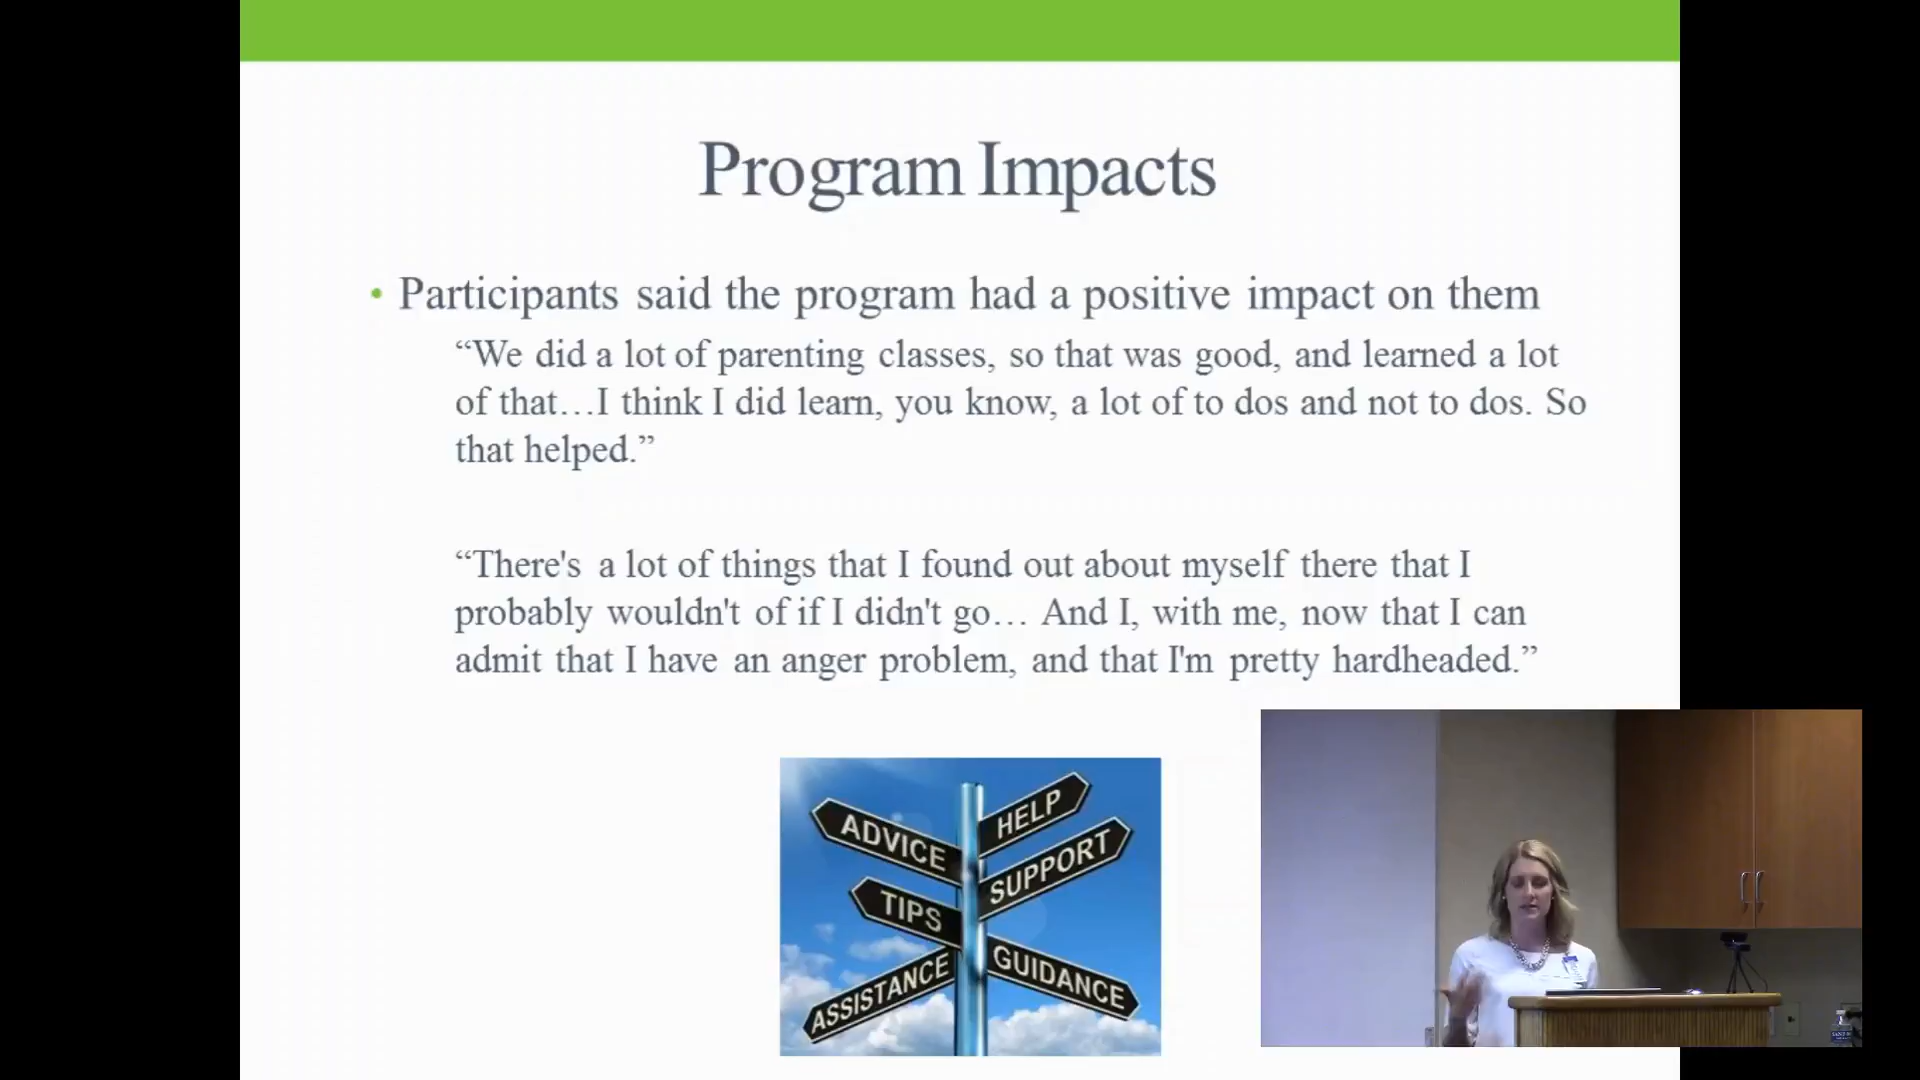 Program Impacts
• Participants said the program had a positive impact on them
“We did a lot of parenting classes, so that was good, and learned a lot
of that…I think I did learn, you know, a lot of to dos and not to dos. So
that helped.”
“There's a lot of things that I found out about myself there that I
probably wouldn't of if I didn't go… And I, with me, now that I can
admit that I have an anger problem, and that I'm pretty hardheaded.”
HELP
ADVICE
SUPPORT
TIPS
GUIDANCE
ASSISTANCE